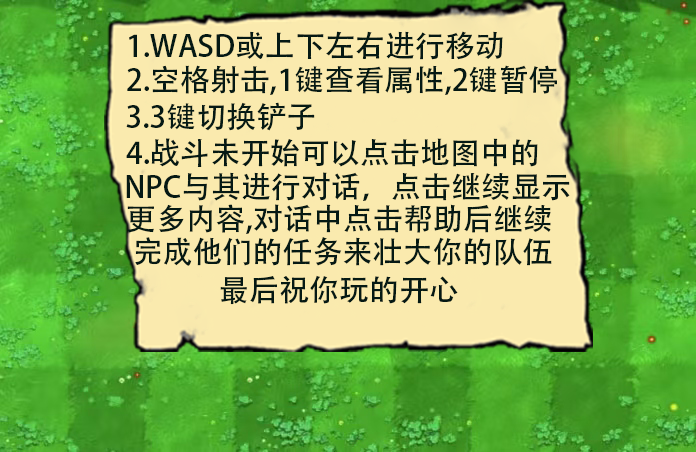 1.WASD或上下左右进行移动
2.空格射击,1键查看属性,2键暂停
3.3键切换铲子
4.战斗未开始可以点击地图中的
NPC与其进行对话，点击继续显示
更多内容,对话中点击帮助后继续
完成他们的任务来壮大你的队伍
最后祝你玩的开心